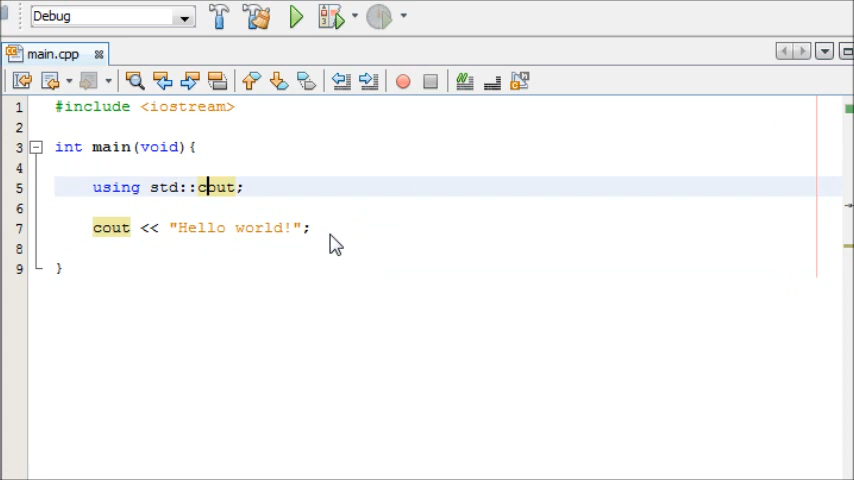 Debug
main.cpp
1 #include <iostream>
2
3 int main(void){
4
5 using std::cout;
6
7 cout << "Hello world!";
8
9 }